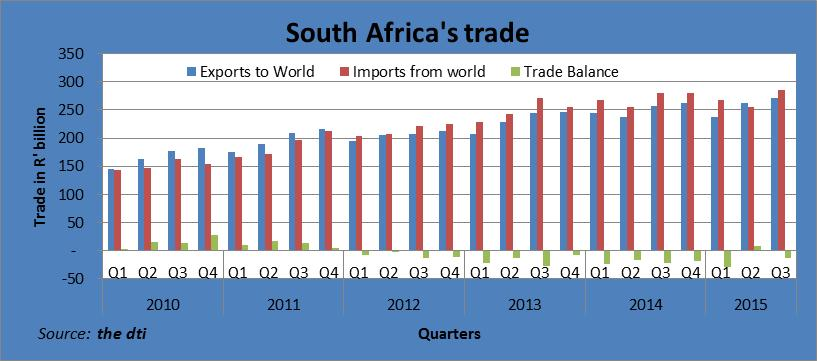 South Africa's trade
350
Exports to World Imports from world Trade Balance
300
250
200
150
100
50
-
-50
Trade in R' billion
Q1 Q2 Q3 Q4 Q1 Q2 Q3 Q4 Q1 Q2 Q3 Q4 Q1 Q2 Q3 Q4 Q1 Q2 Q3 Q4 Q1 Q2 Q3
2010 2011 2012 2013 2014 2015
Source: the dti Quarters